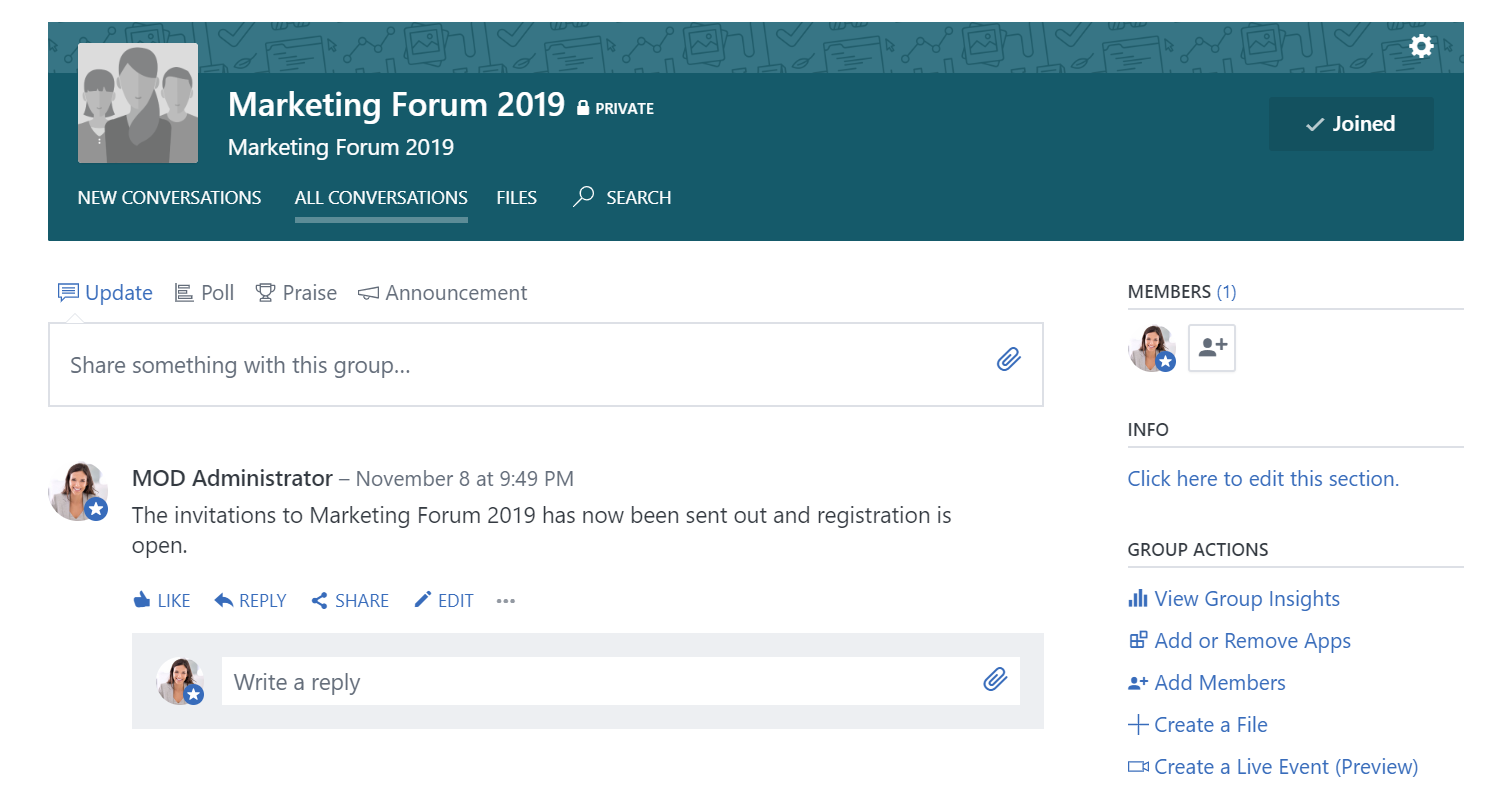 Marketing Forum 2019 PRIVATE
Marketing Forum 2019
Joined
NEW CONVERSATIONS ALL CONVERSATIONS FILES SEARCH
Update Poll Praise Announcement
Share something with this group...
MOD Administrator – November 8 at 9:49 PM
The invitations to Marketing Forum 2019 has now been sent out and registration is
open.
LIKE REPLY SHARE EDIT
Write a reply
MEMBERS (1)
INFO
Click here to edit this section.
GROUP ACTIONS
View Group Insights
Add or Remove Apps
Add Members
Create a File
Create a Live Event (Preview)